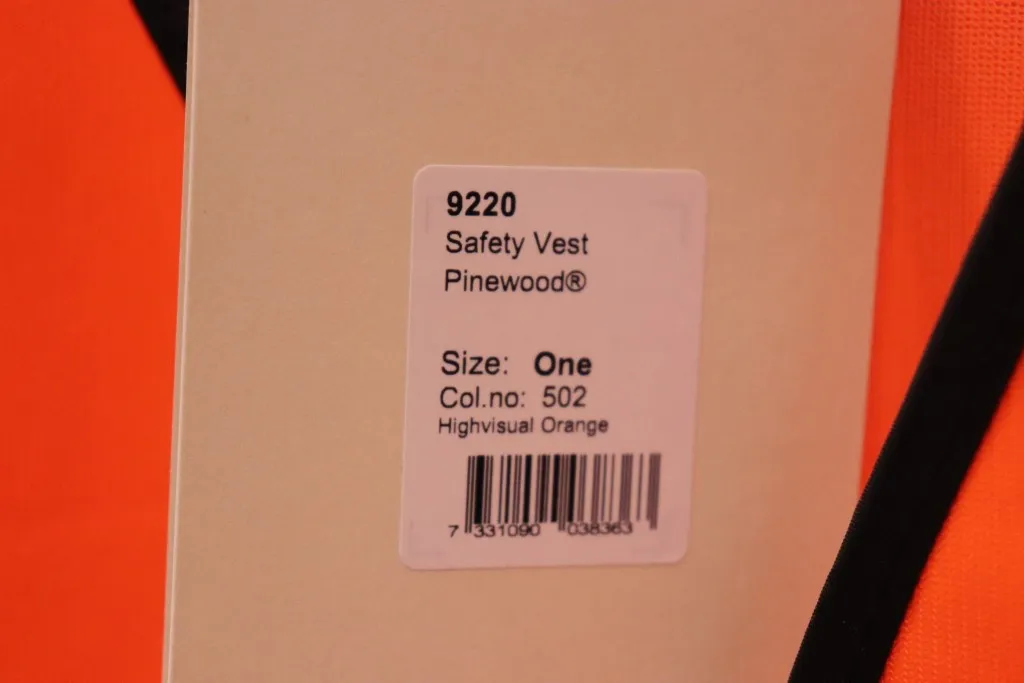 9220
Safety Vest
Pinewood®
Size: One
Col.no: 502
Highvisual Orange
7 331090 038363